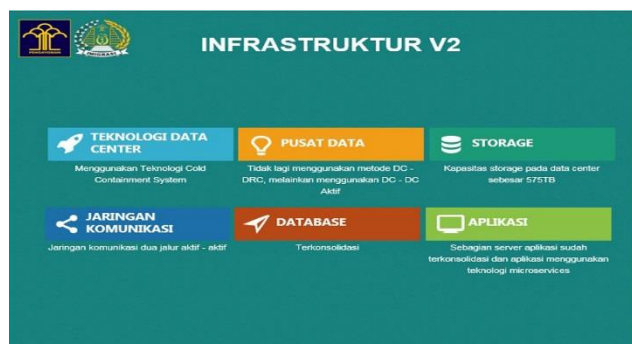 INFRASTRUKTUR V2
TEKNOLOGI DATA
CENTER
Menggunakan Teknologi Cold
Containment System
PUSAT DATA
Tidak lagi menggunakan metode DC -
DRC, melainkan menggunakan DC - DC
Aktif
STORAGE
Kapasitas storage pada data center
sebesar 575TB
JARINGAN
KOMUNIKASI
Jaringan komunikasi dua jalur aktif - aktif
DATABASE
Terkonsolidasi
APLIKASI
Sebagian server aplikasi sudah
terkonsolidasi dan aplikasi menggunakan
teknologi microservices